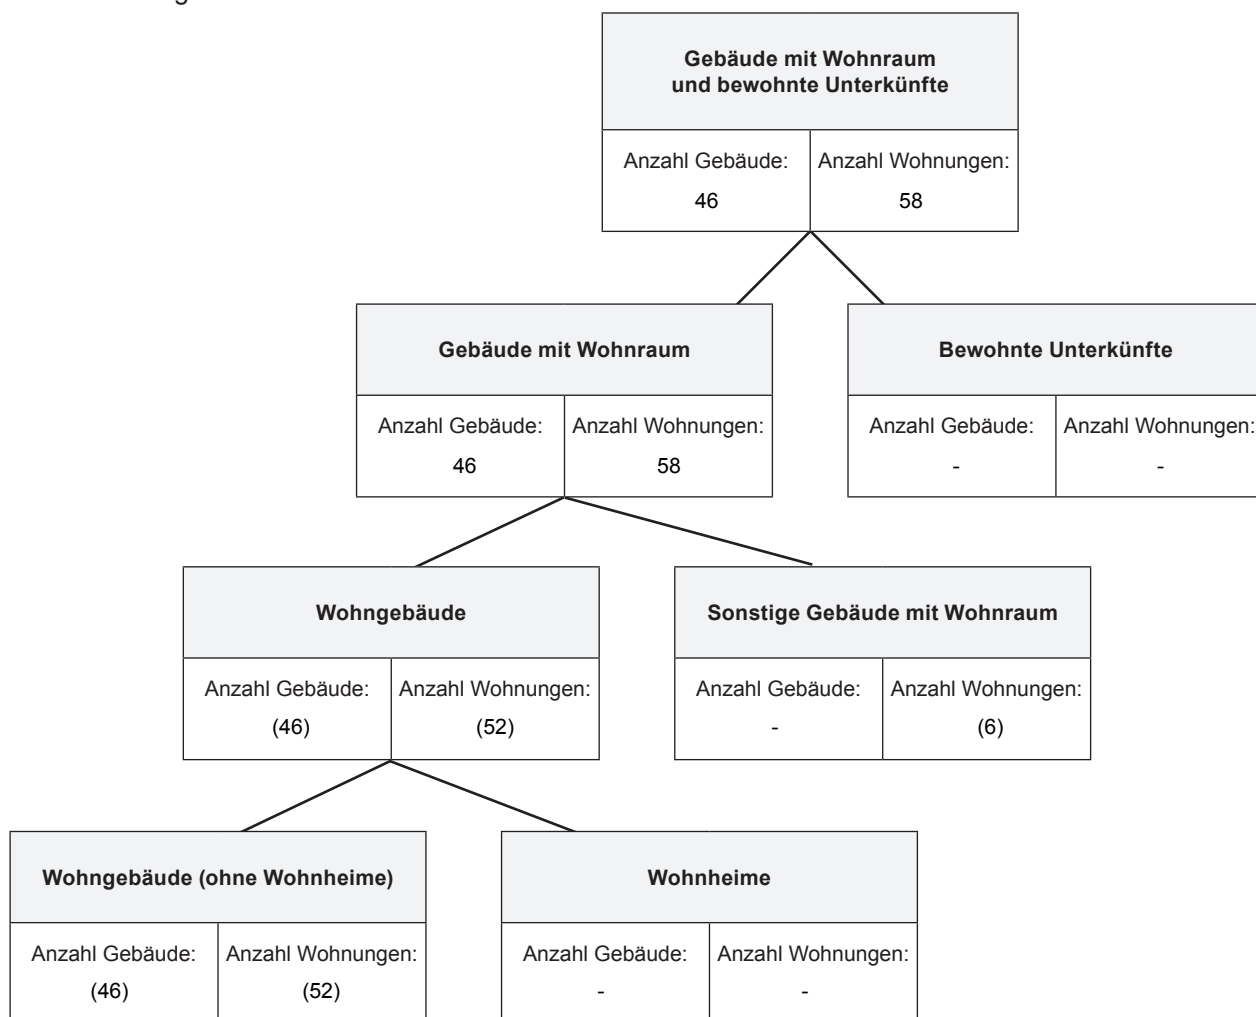 Gebäude mit Wohnraum
und bewohnte Unterkünfte
Anzahl Gebäude: Anzahl Wohnungen:
46 58
Gebäude mit Wohnraum
Anzahl Gebäude: Anzahl Wohnungen:
46 58
Bewohnte Unterkünfte
Anzahl Gebäude: Anzahl Wohnungen:
- -
Wohngebäude
Anzahl Gebäude: Anzahl Wohnungen:
(46) (52)
Sonstige Gebäude mit Wohnraum
Anzahl Gebäude: Anzahl Wohnungen:
- (6)
Wohngebäude (ohne Wohnheime)
Anzahl Gebäude: Anzahl Wohnungen:
(46) (52)
Wohnheime
Anzahl Gebäude: Anzahl Wohnungen:
- -